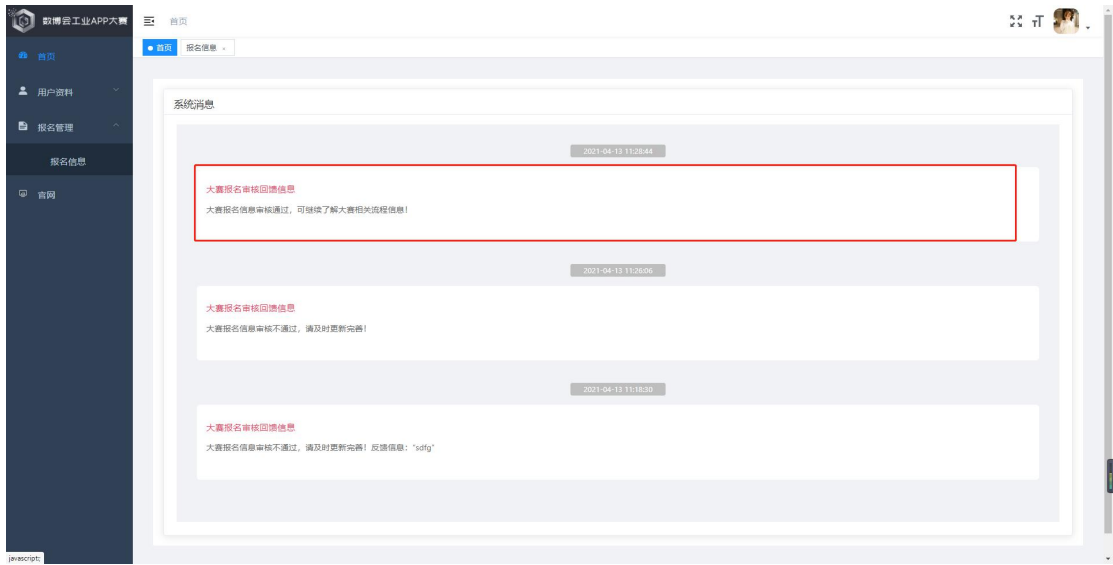 数博会工业APP大赛
首页
首页
报名信息
首页
用户资料
报名管理
报名信息
官网
系统消息
2021-04-13 11:28:44
大赛报名审核回馈信息
大赛报名信息审核通过，可继续了解大赛相关流程信息！
2021-04-13 11:26:06
大赛报名审核回馈信息
大赛报名信息审核不通过，请及时更新完善！
2021-04-13 11:18:30
大赛报名审核回馈信息
大赛报名信息审核不通过，请及时更新完善！反馈信息："sdfg"
javascript:;